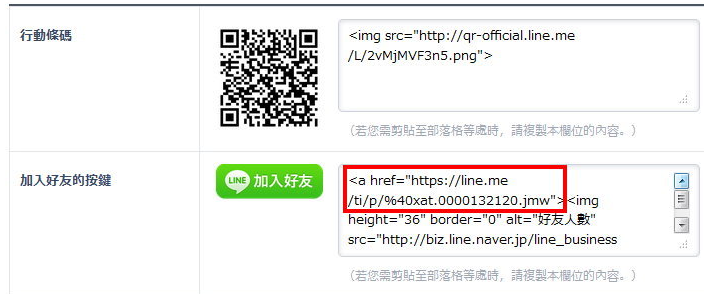 行動條碼
<img src="http://qr-official.line.me
/L/2vMjMVF3n5.png">
(若您需剪貼至部落格等處時，請複製本欄位的內容。)
加入好友的按鍵
LINE 加入好友
<a href="https://line.me
/ti/p/%40xat.0000132120.jmw"><img
height="36" border="0" alt="好友人數"
src="http://biz.line.naver.jp/line_business
(若您需剪貼至部落格等處時，請複製本欄位的內容。)